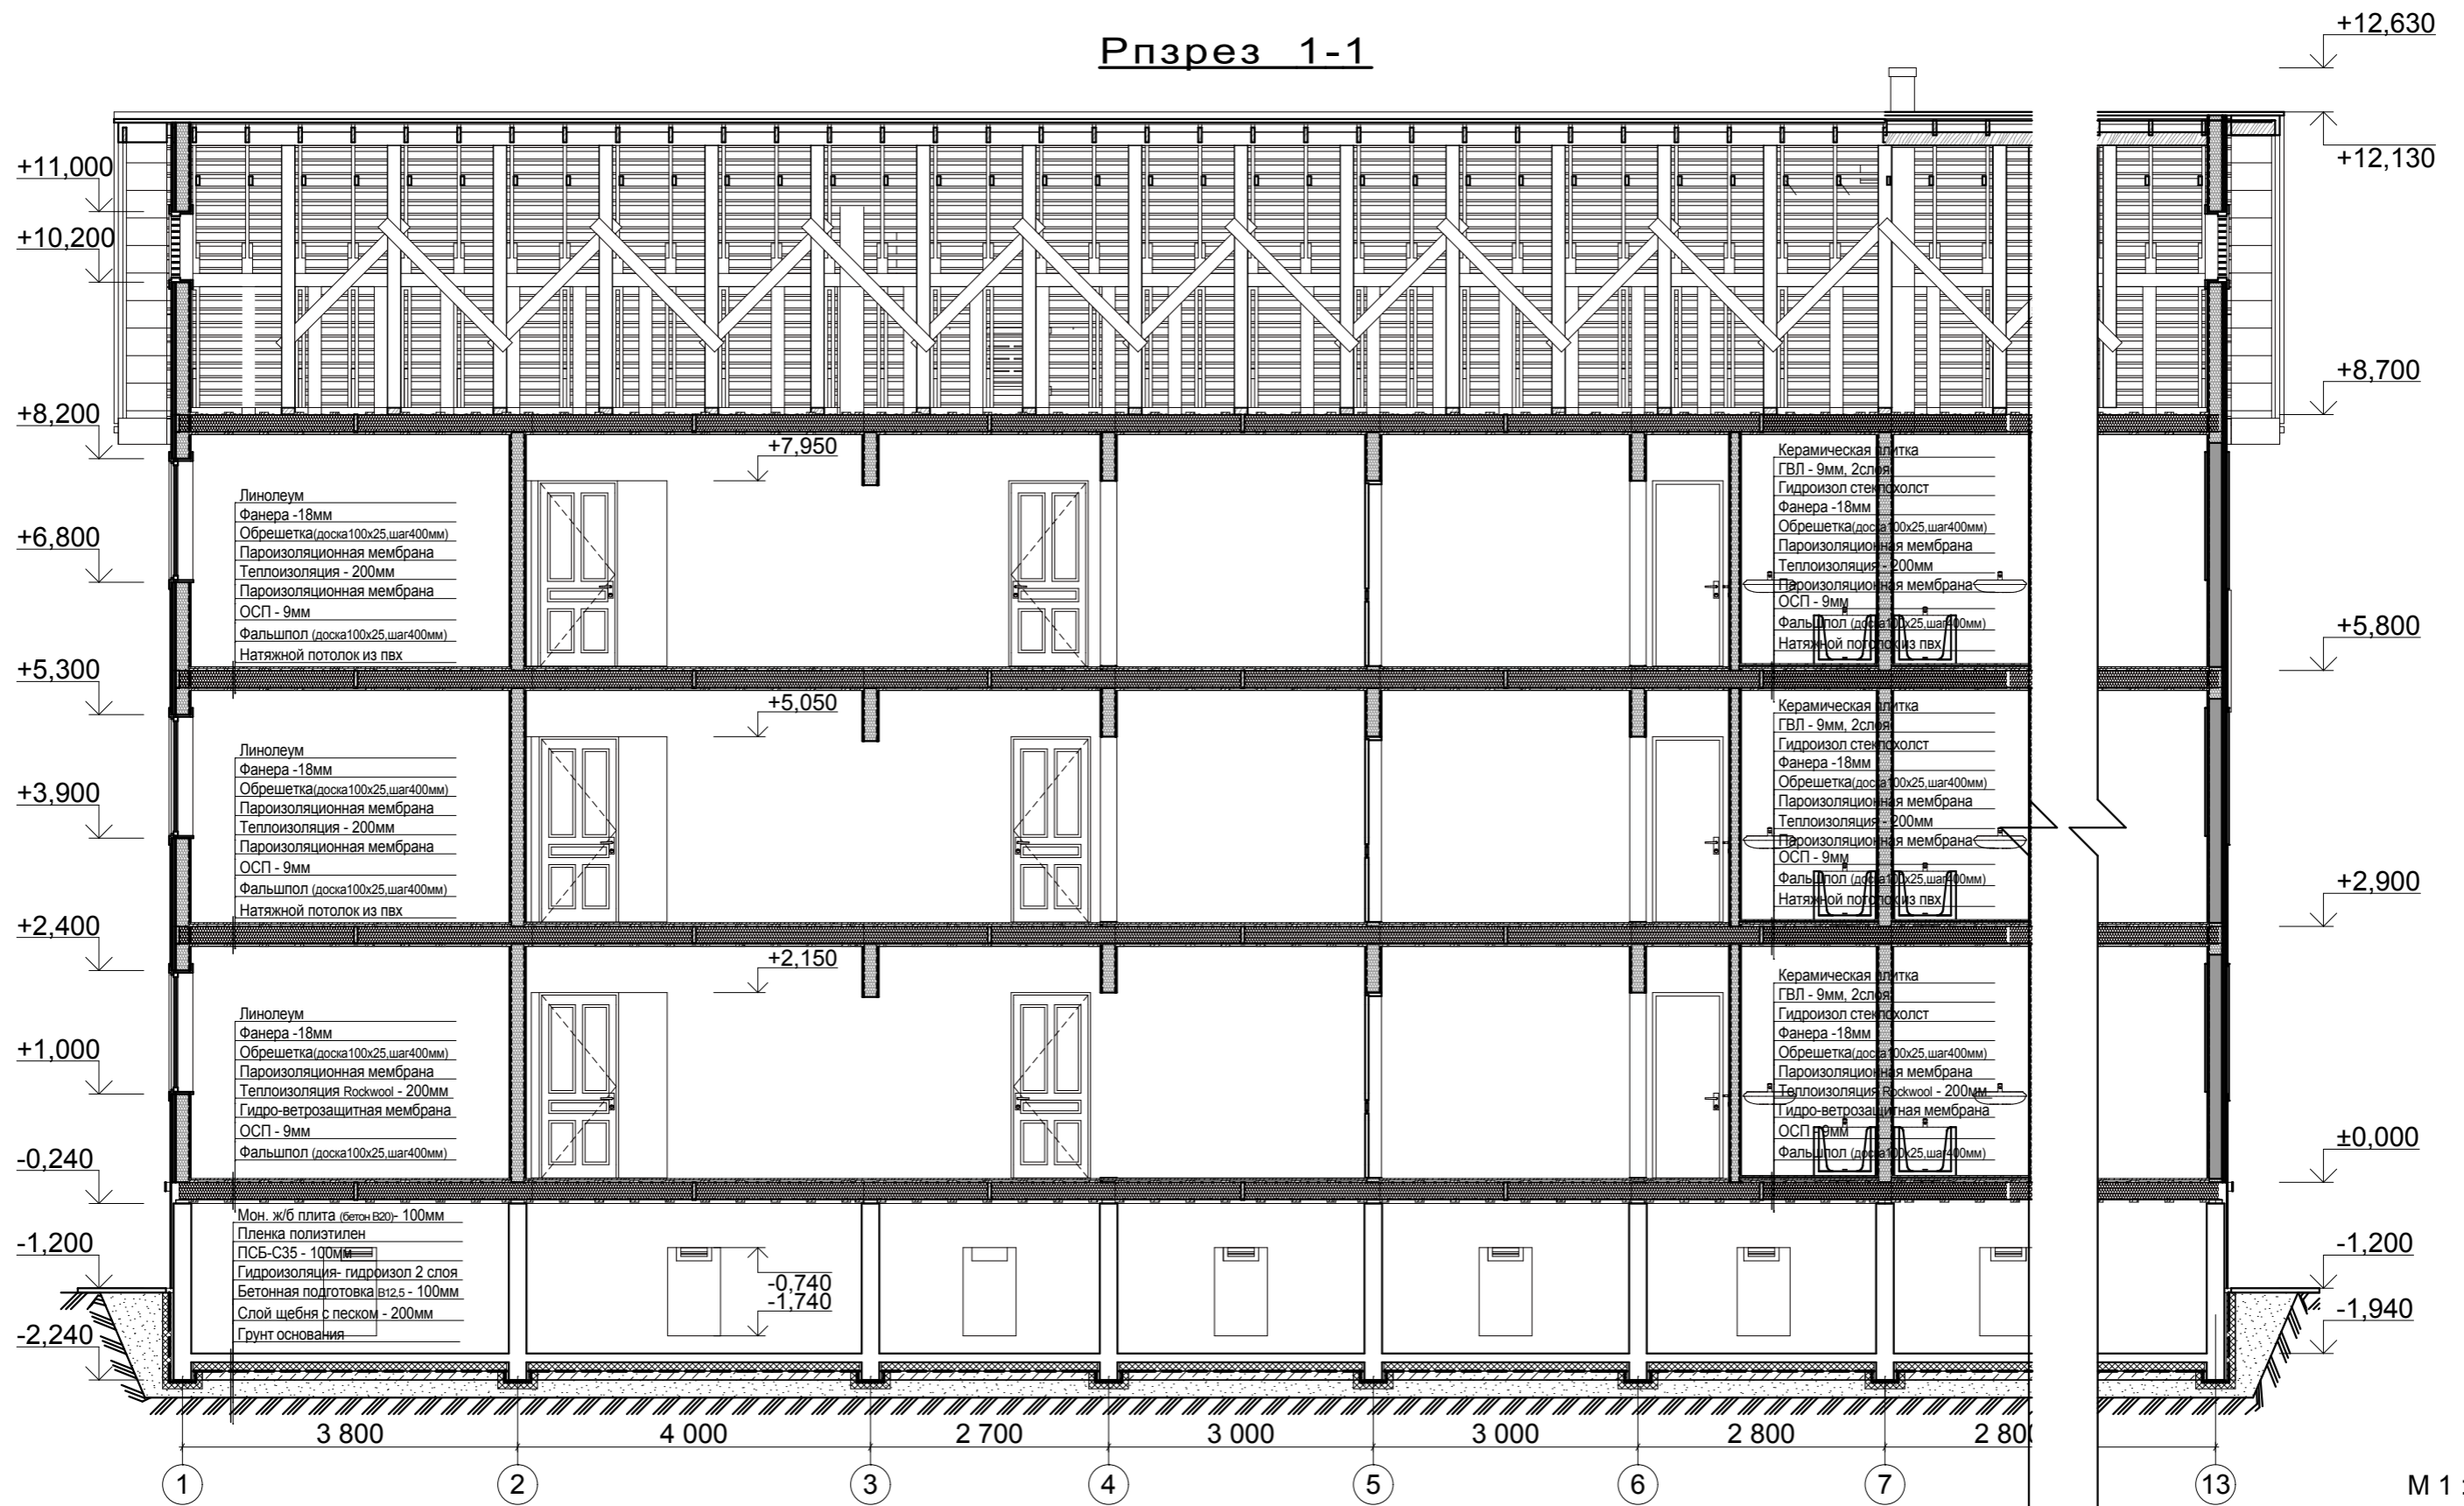 Рпзрез 1-1
+12,630
+12,130
+11,000
+10,200
+8,700
+8,200
+7,950
Линолеум
Фанера -18мм
Обрешетка(доска100х25,шаг400мм)
Пароизоляционная мембрана
Теплоизоляция - 200мм
Пароизоляционная мембрана
ОСП - 9мм
Фальшпол (доска100х25,шаг400мм)
Натяжной потолок из пвх
Керамическая плитка
ГВЛ - 9мм, 2слоя
Гидроизол стеклохолст
Фанера -18мм
Обрешетка(доска100х25,шаг400мм)
Пароизоляционная мембрана
Теплоизоляция - 200мм
Пароизоляционная мембрана
ОСП - 9мм
Фальшпол (доска100х25,шаг400мм)
Натяжной потолок из пвх
+6,800
+5,800
+5,300
+5,050
Линолеум
Фанера -18мм
Обрешетка(доска100х25,шаг400мм)
Пароизоляционная мембрана
Теплоизоляция - 200мм
Пароизоляционная мембрана
ОСП - 9мм
Фальшпол (доска100х25,шаг400мм)
Натяжной потолок из пвх
Керамическая плитка
ГВЛ - 9мм, 2слоя
Гидроизол стеклохолст
Фанера -18мм
Обрешетка(доска100х25,шаг400мм)
Пароизоляционная мембрана
Теплоизоляция - 200мм
Пароизоляционная мембрана
ОСП - 9мм
Фальшпол (доска100х25,шаг400мм)
Натяжной потолок из пвх
+3,900
+2,900
+2,400
+2,150
Линолеум
Фанера -18мм
Обрешетка(доска100х25,шаг400мм)
Пароизоляционная мембрана
Теплоизоляция Rockwool - 200мм
Гидро-ветрозащитная мембрана
ОСП - 9мм
Фальшпол (доска100х25,шаг400мм)
Керамическая плитка
ГВЛ - 9мм, 2слоя
Гидроизол стеклохолст
Фанера -18мм
Обрешетка(доска100х25,шаг400мм)
Пароизоляционная мембрана
Теплоизоляция Rockwool - 200мм
Гидро-ветрозащитная мембрана
ОСП - 9мм
Фальшпол (доска100х25,шаг400мм)
+1,000
±0,000
-0,240
Мон. ж/б плита (бетон В20)- 100мм
Пленка полиэтилен
ПСБ-С35 - 100мм
Гидроизоляция- гидроизол 2 слоя
Бетонная подготовка В12,5 - 100мм
Слой щебня с песком - 200мм
Грунт основания
-1,200
-0,740
-1,740
-1,200
-2,240
-1,940
3 800 4 000 2 700 3 000 3 000 2 800 2 80
1 2 3 4 5 6 7 13
М 1